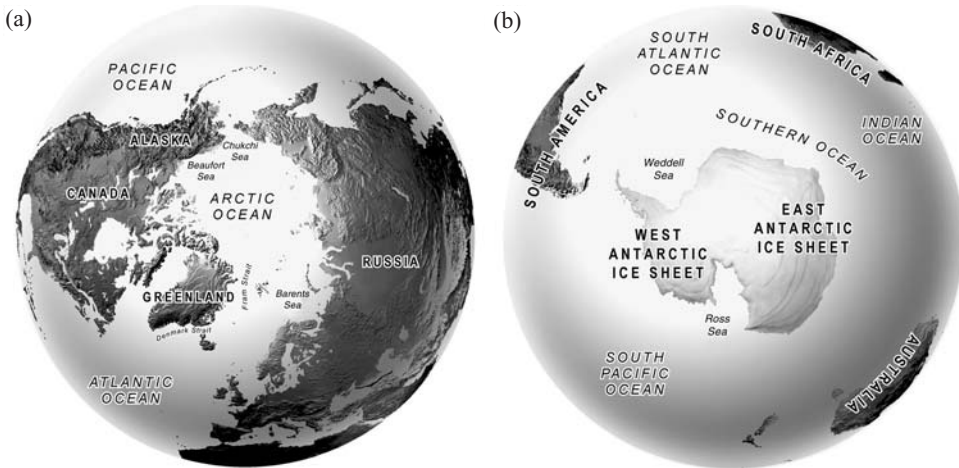 (a)
PACIFIC
OCEAN
ALASKA
Chukchi
Sea
Beaufort
Sea
CANADA
ARCTIC
OCEAN
RUSSIA
GREENLAND
Fram Strait
Barents
Sea
Denmark Strait
ATLANTIC
OCEAN
(b)
SOUTH
ATLANTIC
OCEAN
SOUTH AFRICA
SOUTH AMERICA
INDIAN
OCEAN
SOUTHERN OCEAN
Weddell
Sea
WEST
ANTARCTIC
ICE SHEET
EAST
ANTARCTIC
ICE SHEET
Ross
Sea
SOUTH
PACIFIC
OCEAN
AUSTRALIA